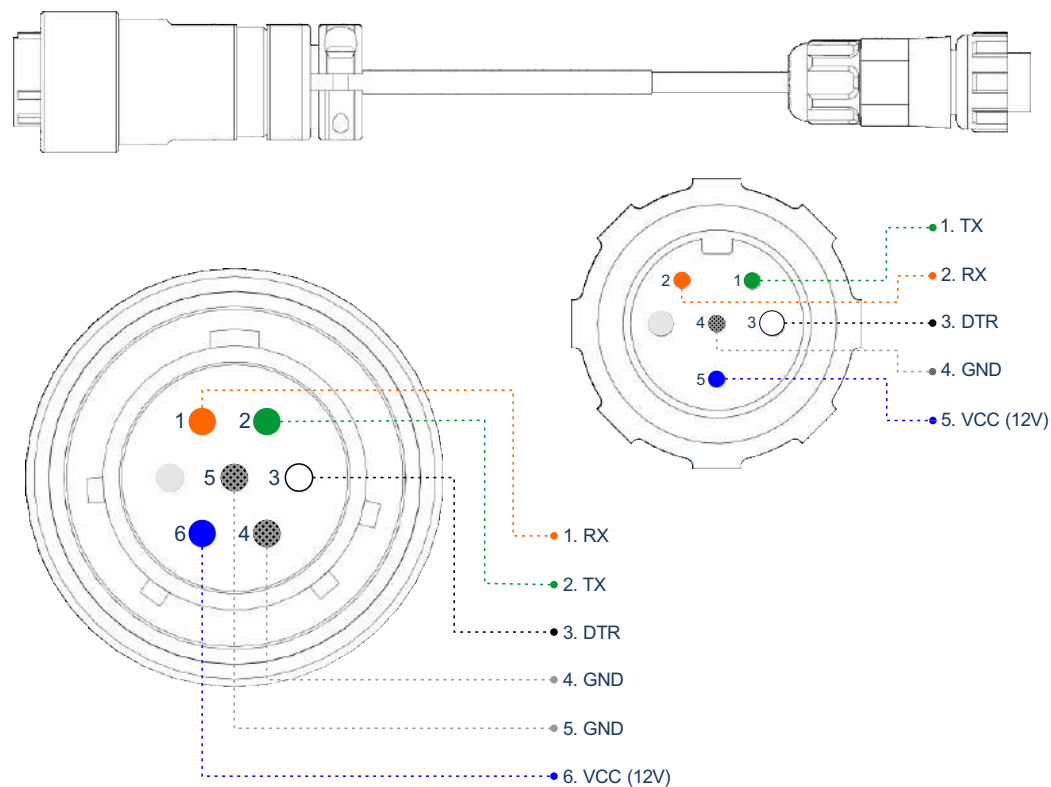 1. TX
2. RX
3. DTR
4. GND
5. VCC (12V)
2 1
4 3
5
1 2
5 3
6 4
1. RX
2. TX
3. DTR
4. GND
5. GND
6. VCC (12V)